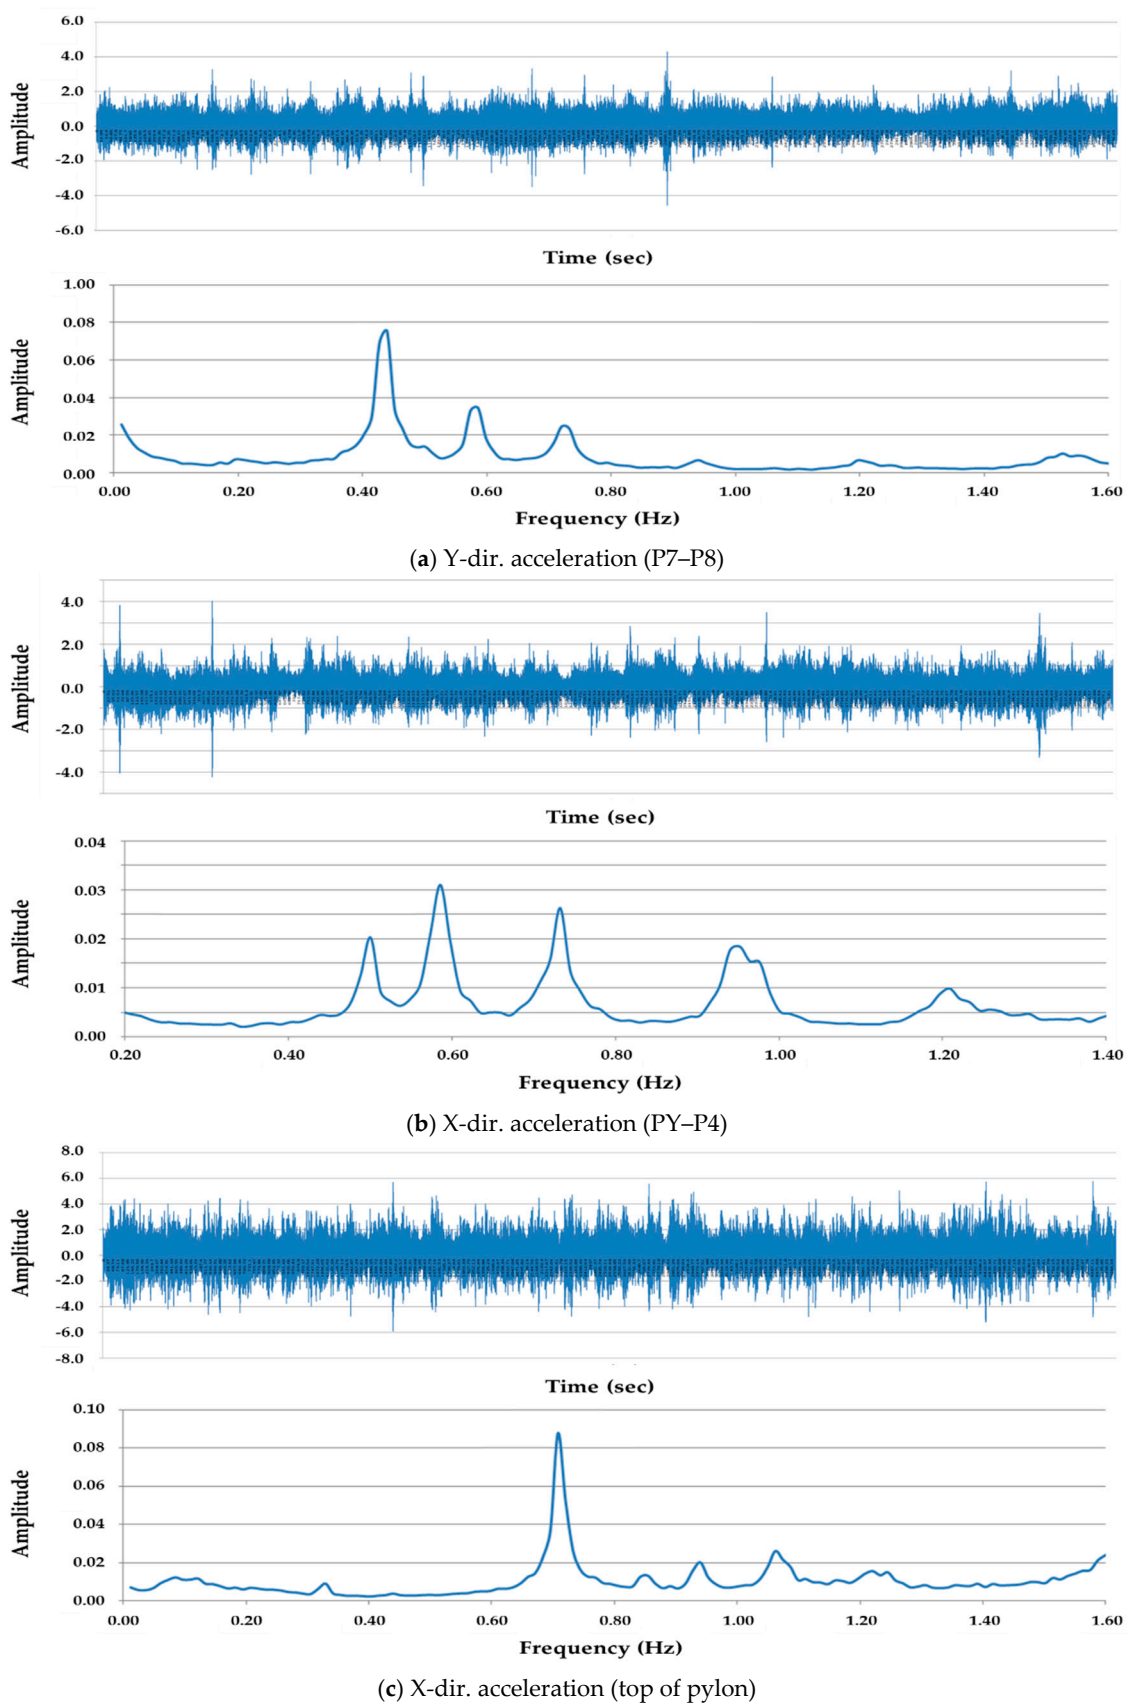 6.0
4.0
2.0
0.0
-2.0
-4.0
-6.0
Amplitude
Time (sec)
1.00
0.08
0.06
0.04
0.02
0.00
Amplitude
0.00 0.20 0.40 0.60 0.80 1.00 1.20 1.40 1.60
Frequency (Hz)
(a) Y-dir. acceleration (P7–P8)
4.0
2.0
0.0
-2.0
-4.0
Amplitude
Time (sec)
0.04
0.03
0.02
0.01
0.00
Amplitude
0.20 0.40 0.60 0.80 1.00 1.20 1.40
Frequency (Hz)
(b) X-dir. acceleration (PY–P4)
8.0
6.0
4.0
2.0
0.0
-2.0
-4.0
-6.0
-8.0
Amplitude
Time (sec)
0.10
0.08
0.06
0.04
0.02
0.00
Amplitude
0.00 0.20 0.40 0.60 0.80 1.00 1.20 1.40 1.60
Frequency (Hz)
(c) X-dir. acceleration (top of pylon)